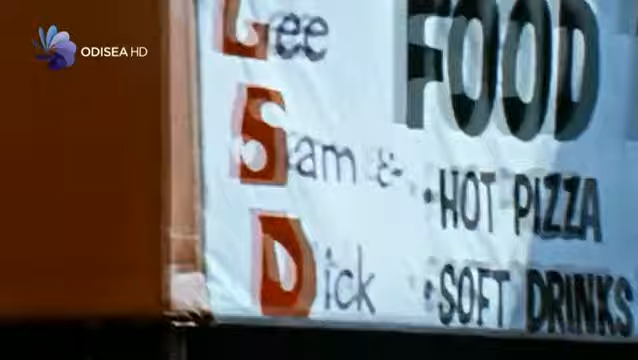 ODISEA HD
Lee
Sam &
Dick
FOOD
• HOT PIZZA
• SOFT DRINKS